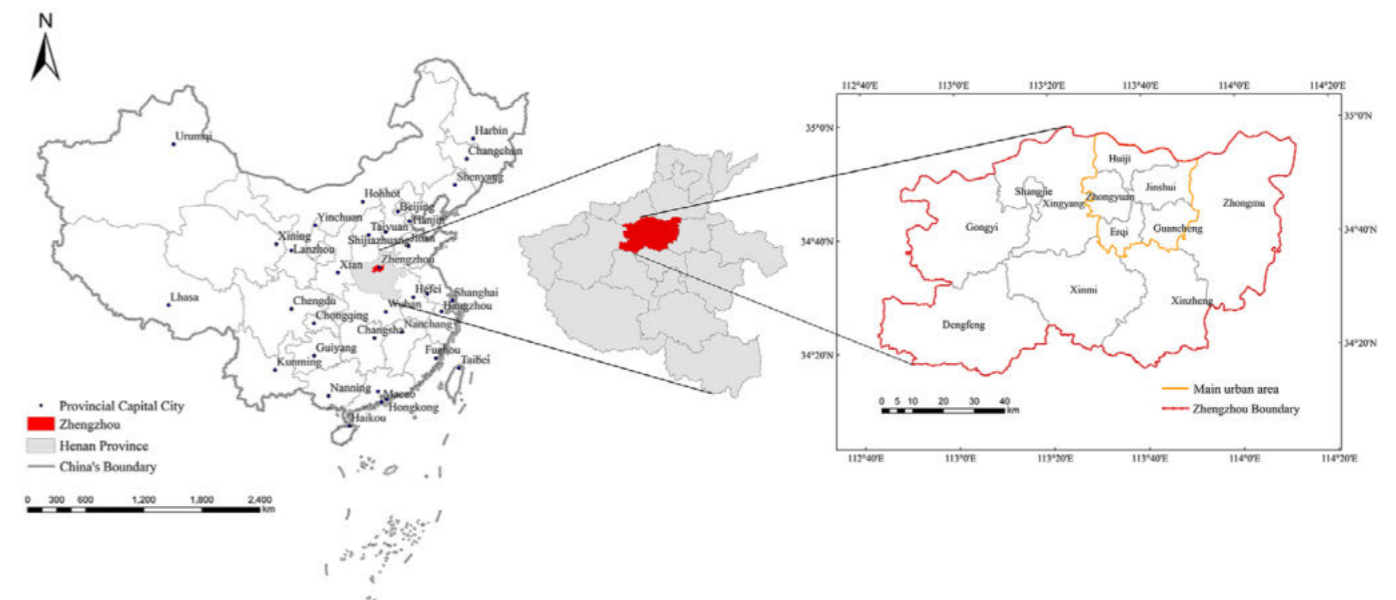 N
Urumqi
Harbin
Changchun
Shenyang
Hohhot
Beijing
Tianjin
Yinchuan
Taiyuan
Shijiazhuang
Jinan
Xining
Lanzhou
Xian
Zhengzhou
Lhasa
Chengdu
Chongqing
Hefei
Wuhan
Shanghai
Hangzhou
Changsha
Nanchang
Guiyang
Fuzhou
Taibei
Kunming
Nanning
Macao
Hongkong
Haikou
Provincial Capital City
Zhengzhou
Henan Province
China's Boundary
0 300 600 1,200 1,800 2,400
km
112°40'E 113°0'E 113°20'E 113°40'E 114°0'E 114°20'E
35°0'N 35°0'N
34°40'N 34°40'N
34°20'N 34°20'N
Huiji
Shangjie
Xingyang
Zhongyuan
Jinshui
Zhongmu
Gongyi
Erqi
Guancheng
Xinmi
Xinzheng
Dengfeng
Main urban area
Zhengzhou Boundary
0 5 10 20 30 40
km
112°40'E 113°0'E 113°20'E 113°40'E 114°0'E 114°20'E